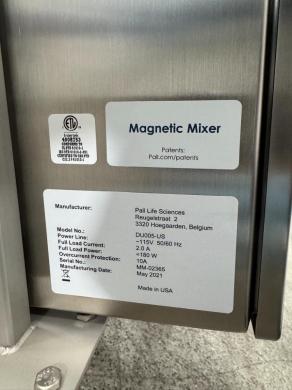 ETL
4008253
Magnetic Mixer
Patents:
Pall.com/patents
Manufacturer: Pall Life Sciences
Reugelstraat 2
3320 Hoegaarden, Belgium
Model No.: DU005-US
Power Line: ~115V 50/60 Hz
Full Load Current: 2.0 A
Full Load Power: <180 W
Overcurrent Protection: 10A
Serial No.: MM-02365
Manufacturing Date: May 2021
Made in USA